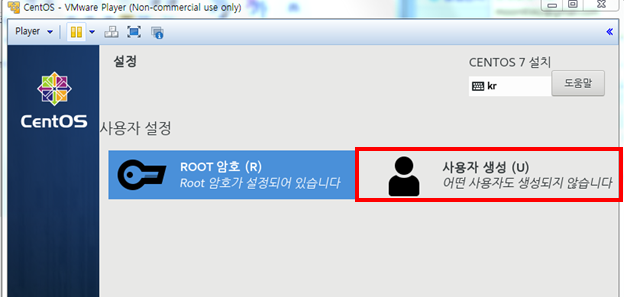 CentOS - VMware Player (Non-commercial use only)
Player
설정
CENTOS 7 설치
kr
도움말
CentOS
사용자 설정
ROOT 암호 (R)
Root 암호가 설정되어 있습니다
사용자 생성 (U)
어떤 사용자도 생성되지 않습니다